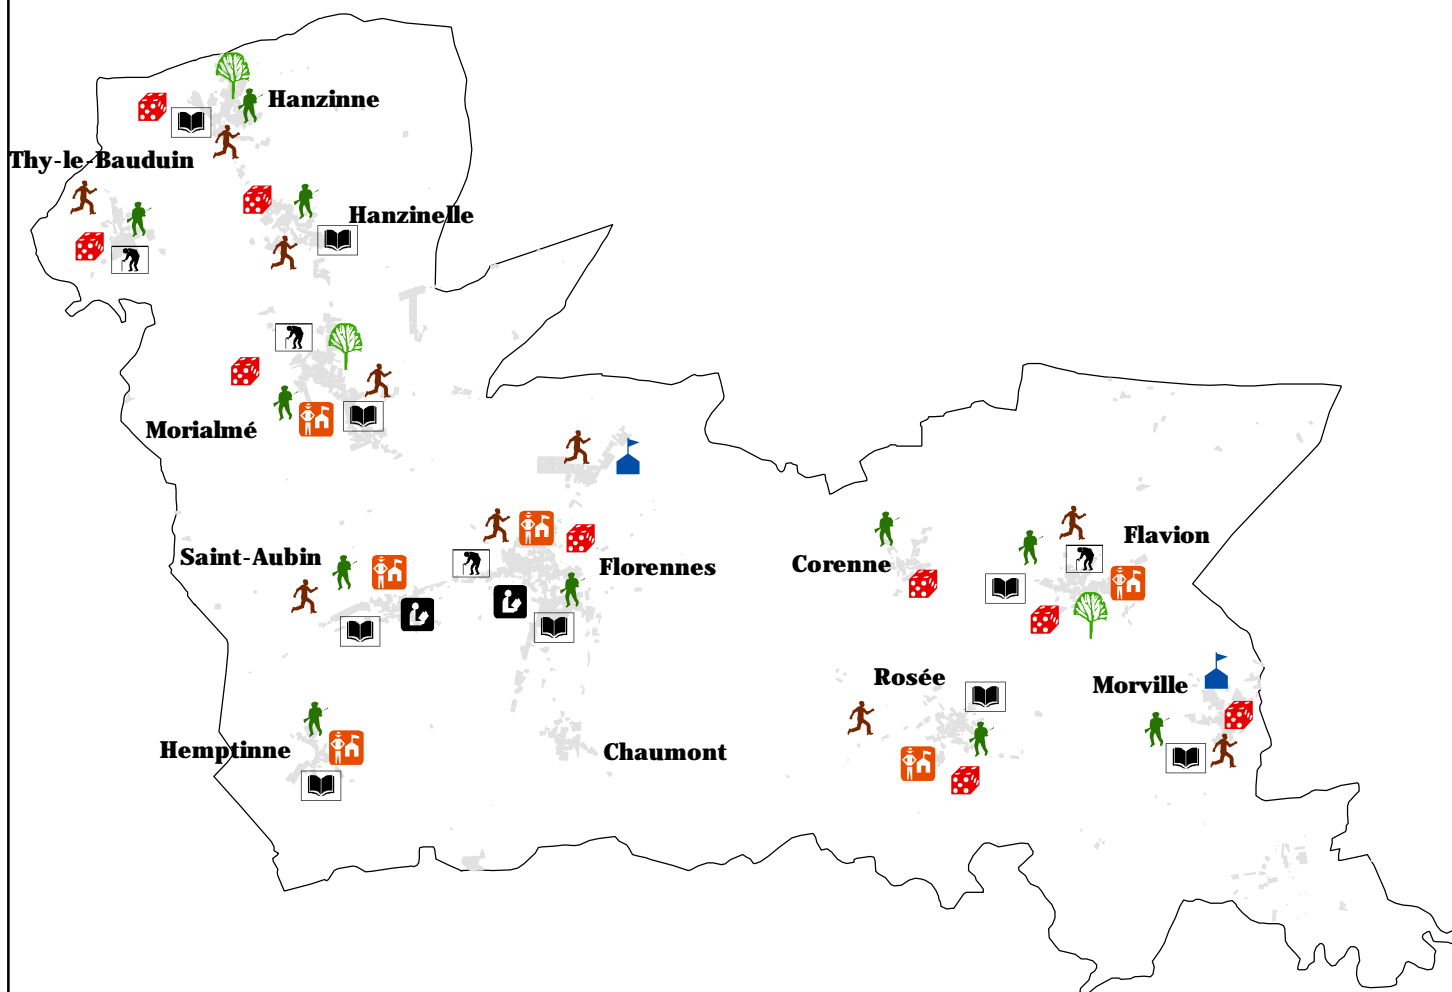 Hanzinne
Thy-le-Bauduin
Hanzinelle
Morialmé
Saint-Aubin
Florennes
Corenne
Flavion
Rosée
Morville
Hemptinne
Chaumont